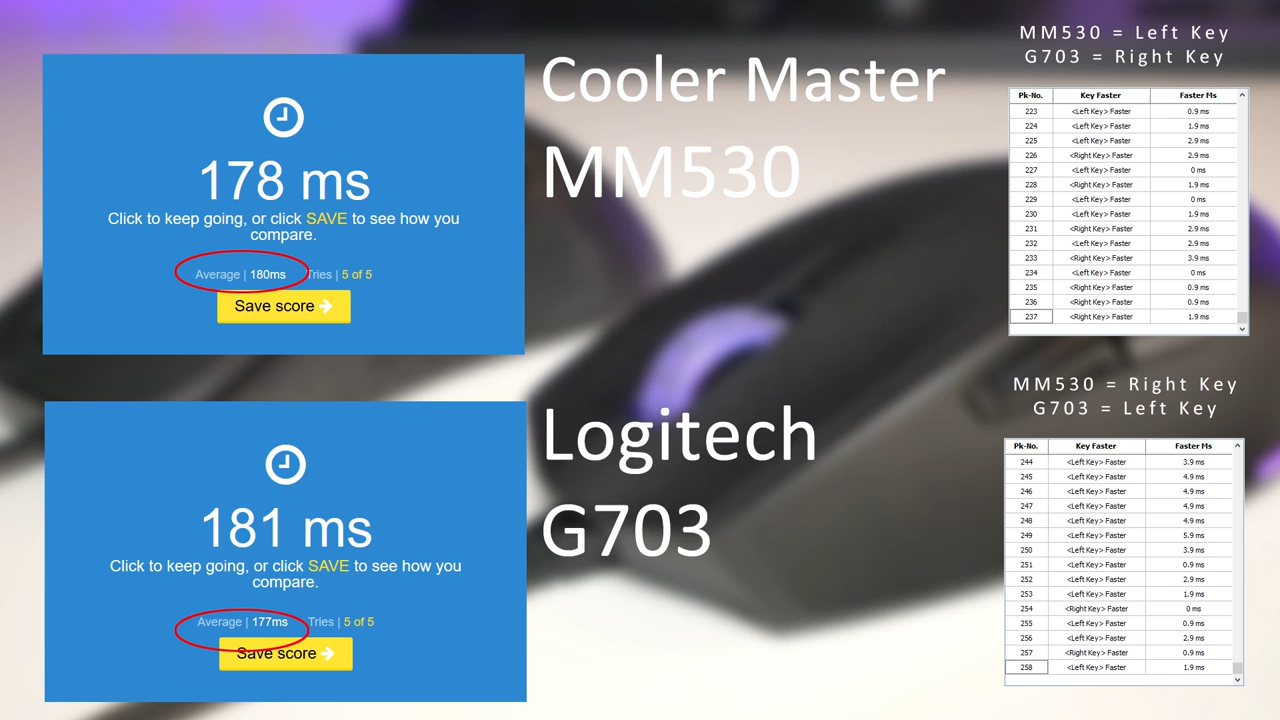 178 ms
Click to keep going, or click SAVE to see how you
compare.
Average | 180ms Tries | 5 of 5
Save score
Cooler Master
MM530
MM530 = Left Key
G703 = Right Key
Pk-No. Key Faster Faster Ms
223 <Left Key> Faster 0.9 ms
224 <Left Key> Faster 1.9 ms
225 <Left Key> Faster 2.9 ms
226 <Right Key> Faster 2.9 ms
227 <Left Key> Faster 0 ms
228 <Right Key> Faster 1.9 ms
229 <Left Key> Faster 0 ms
230 <Left Key> Faster 1.9 ms
231 <Right Key> Faster 2.9 ms
232 <Left Key> Faster 2.9 ms
233 <Right Key> Faster 3.9 ms
234 <Left Key> Faster 0 ms
235 <Right Key> Faster 0.9 ms
236 <Right Key> Faster 0.9 ms
237 <Right Key> Faster 1.9 ms
181 ms
Click to keep going, or click SAVE to see how you
compare.
Average | 177ms Tries | 5 of 5
Save score
Logitech
G703
MM530 = Right Key
G703 = Left Key
Pk-No. Key Faster Faster Ms
244 <Left Key> Faster 3.9 ms
245 <Left Key> Faster 4.9 ms
246 <Left Key> Faster 4.9 ms
247 <Left Key> Faster 4.9 ms
248 <Left Key> Faster 4.9 ms
249 <Left Key> Faster 5.9 ms
250 <Left Key> Faster 3.9 ms
251 <Left Key> Faster 0.9 ms
252 <Left Key> Faster 2.9 ms
253 <Left Key> Faster 1.9 ms
254 <Right Key> Faster 0 ms
255 <Left Key> Faster 0.9 ms
256 <Left Key> Faster 2.9 ms
257 <Right Key> Faster 0.9 ms
258 <Left Key> Faster 1.9 ms